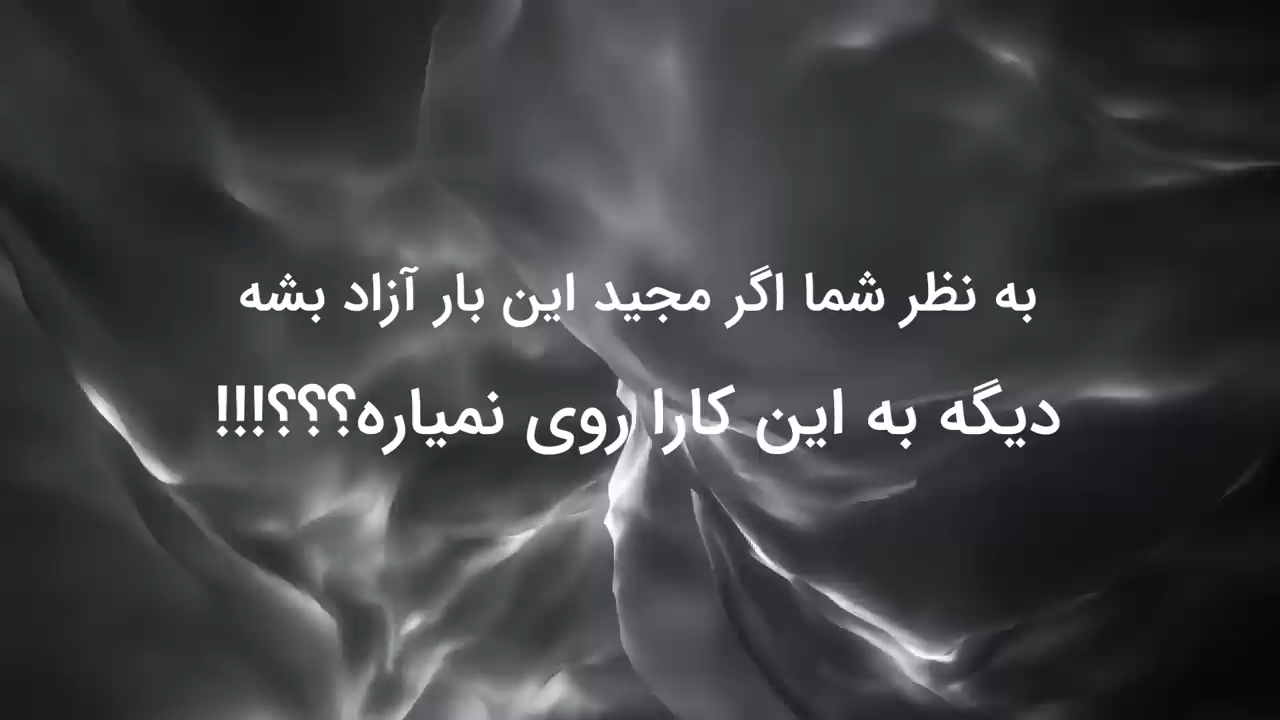 به نظر شما اگر مجید این بار آزاد بشه
دیگه به این کارا روی نمیاره؟؟؟!!!